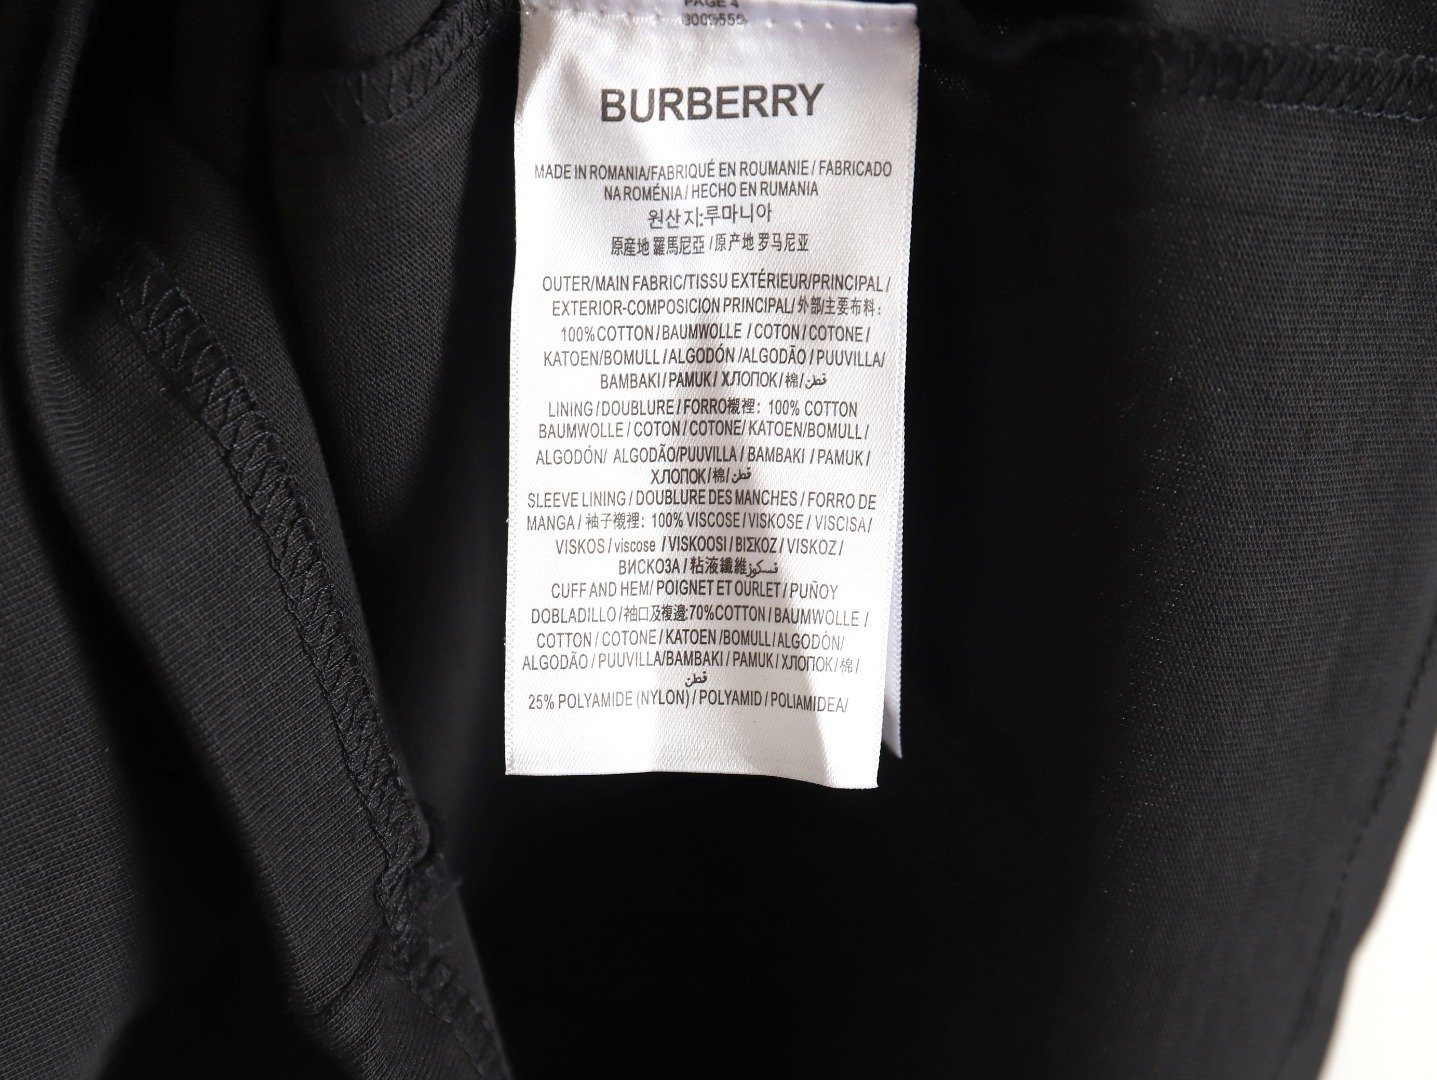 PAGE 4
8009556
BURBERRY
MADE IN ROMANIA/FABRIQUÉ EN ROUMANIE / FABRICADO
NA ROMÉNIA / HECHO EN RUMANIA
원산지:루마니아
原産地 羅馬尼亞 / 原产地 罗马尼亚
OUTER/MAIN FABRIC/TISSU EXTÉRIEUR/PRINCIPAL /
EXTERIOR-COMPOSICION PRINCIPAL/ 外部/主要布料:
100% COTTON / BAUMWOLLE / COTON / COTONE /
KATOEN/BOMULL / ALGODÓN /ALGODÃO / PUUVILLA/
BAMBAKI / PAMUK / ХЛОПОК / 棉 / قطن
LINING / DOUBLURE / FORRO襯裡: 100% COTTON
BAUMWOLLE / COTON / COTONE/ KATOEN/BOMULL /
ALGODÓN/ ALGODÃO/PUUVILLA / BAMBAKI / PAMUK /
ХЛОПОК / 棉 / قطن
SLEEVE LINING / DOUBLURE DES MANCHES / FORRO DE
MANGA / 袖子襯裡: 100% VISCOSE / VISKOSE / VISCISA/
VISKOS / viscose / VISKOOSI / ΒΙΣΚΟΖ / VISKOZ /
ВИСКОЗА / 粘液纖維 فسكوز
CUFF AND HEM/ POIGNET ET OURLET / PUÑOY
DOBLADILLO / 袖口及複邊:70% COTTON / BAUMWOLLE /
COTTON / COTONE / KATOEN /BOMULL / ALGODÓN/
ALGODÃO / PUUVILLA/BAMBAKI / PAMUK / ХЛОПОК / 棉 /
قطن
25% POLYAMIDE (NYLON) / POLYAMID / POLIAMIDEA/